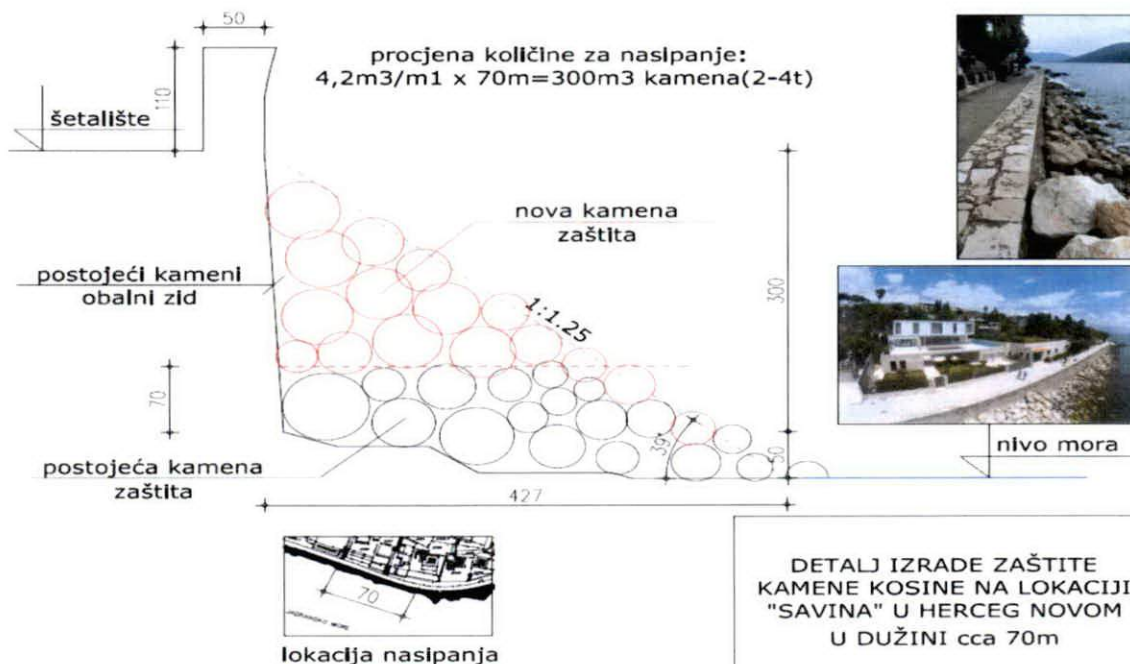 50
procjena količine za nasipanje:
4,2m3/m1 x 70m=300m3 kamena(2-4t)
110
šetalište
nova kamena
zaštita
postojeći kameni
obalni zid
1:1.25
300
70
39°
50
nivo mora
postojeća kamena
zaštita
427
70
lokacija nasipanja
DETALJ IZRADE ZAŠTITE
KAMENE KOSINE NA LOKACIJI
"SAVINA" U HERCEG NOVOM
U DUŽINI cca 70m